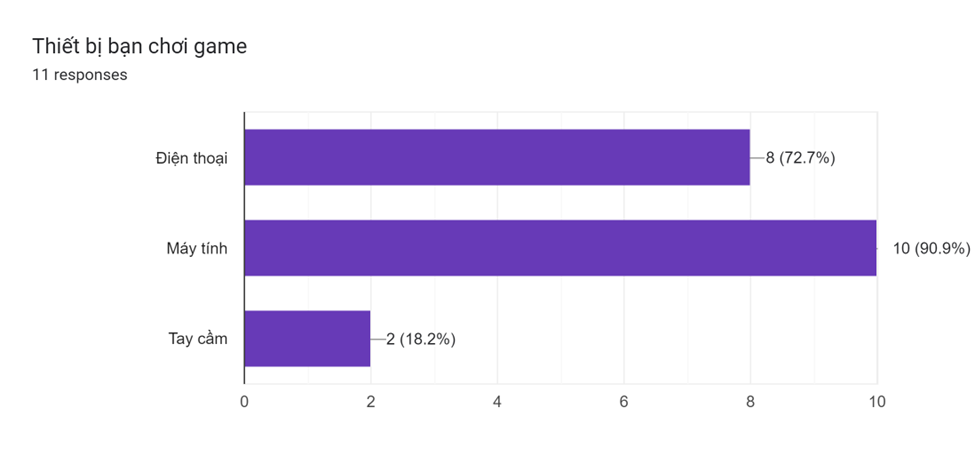 Thiết bị bạn chơi game
11 responses
Điện thoại 8 (72.7%)
Máy tính 10 (90.9%)
Tay cầm 2 (18.2%)
0 2 4 6 8 10